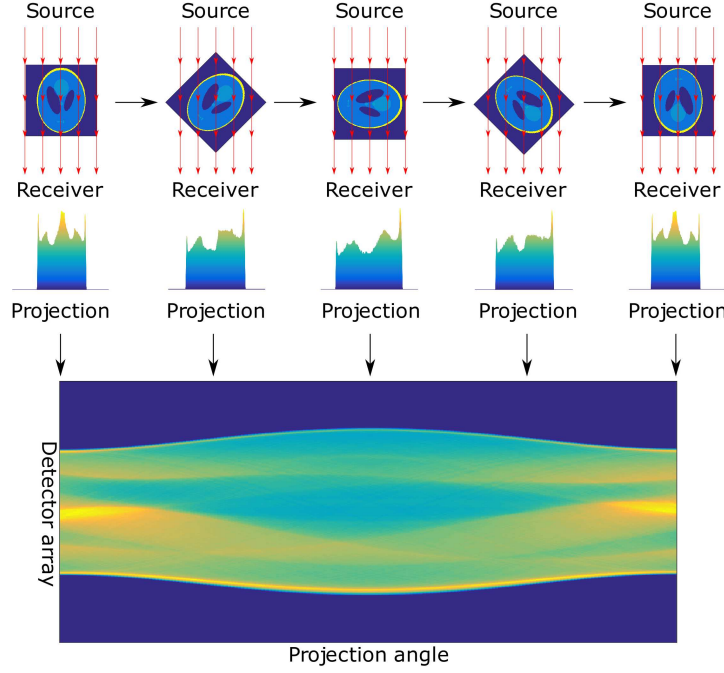 Source
Source
Source
Source
Source
Receiver
Receiver
Receiver
Receiver
Receiver
Projection
Projection
Projection
Projection
Projection
Detector array
Projection angle